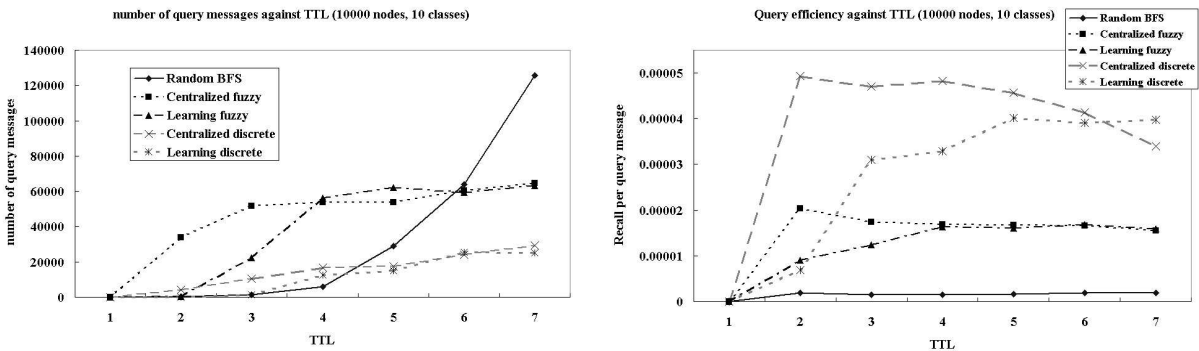 number of query messages against TTL (10000 nodes, 10 classes)
140000
120000
100000
80000
60000
40000
20000
0
number of query messages
Random BFS
Centralized fuzzy
Learning fuzzy
Centralized discrete
Learning discrete
1 2 3 4 5 6 7
TTL
Query efficiency against TTL (10000 nodes, 10 classes)
Random BFS
Centralized fuzzy
Learning fuzzy
Centralized discrete
Learning discrete
0.00005
0.00004
0.00003
0.00002
0.00001
0
Recall per query message
1 2 3 4 5 6 7
TTL